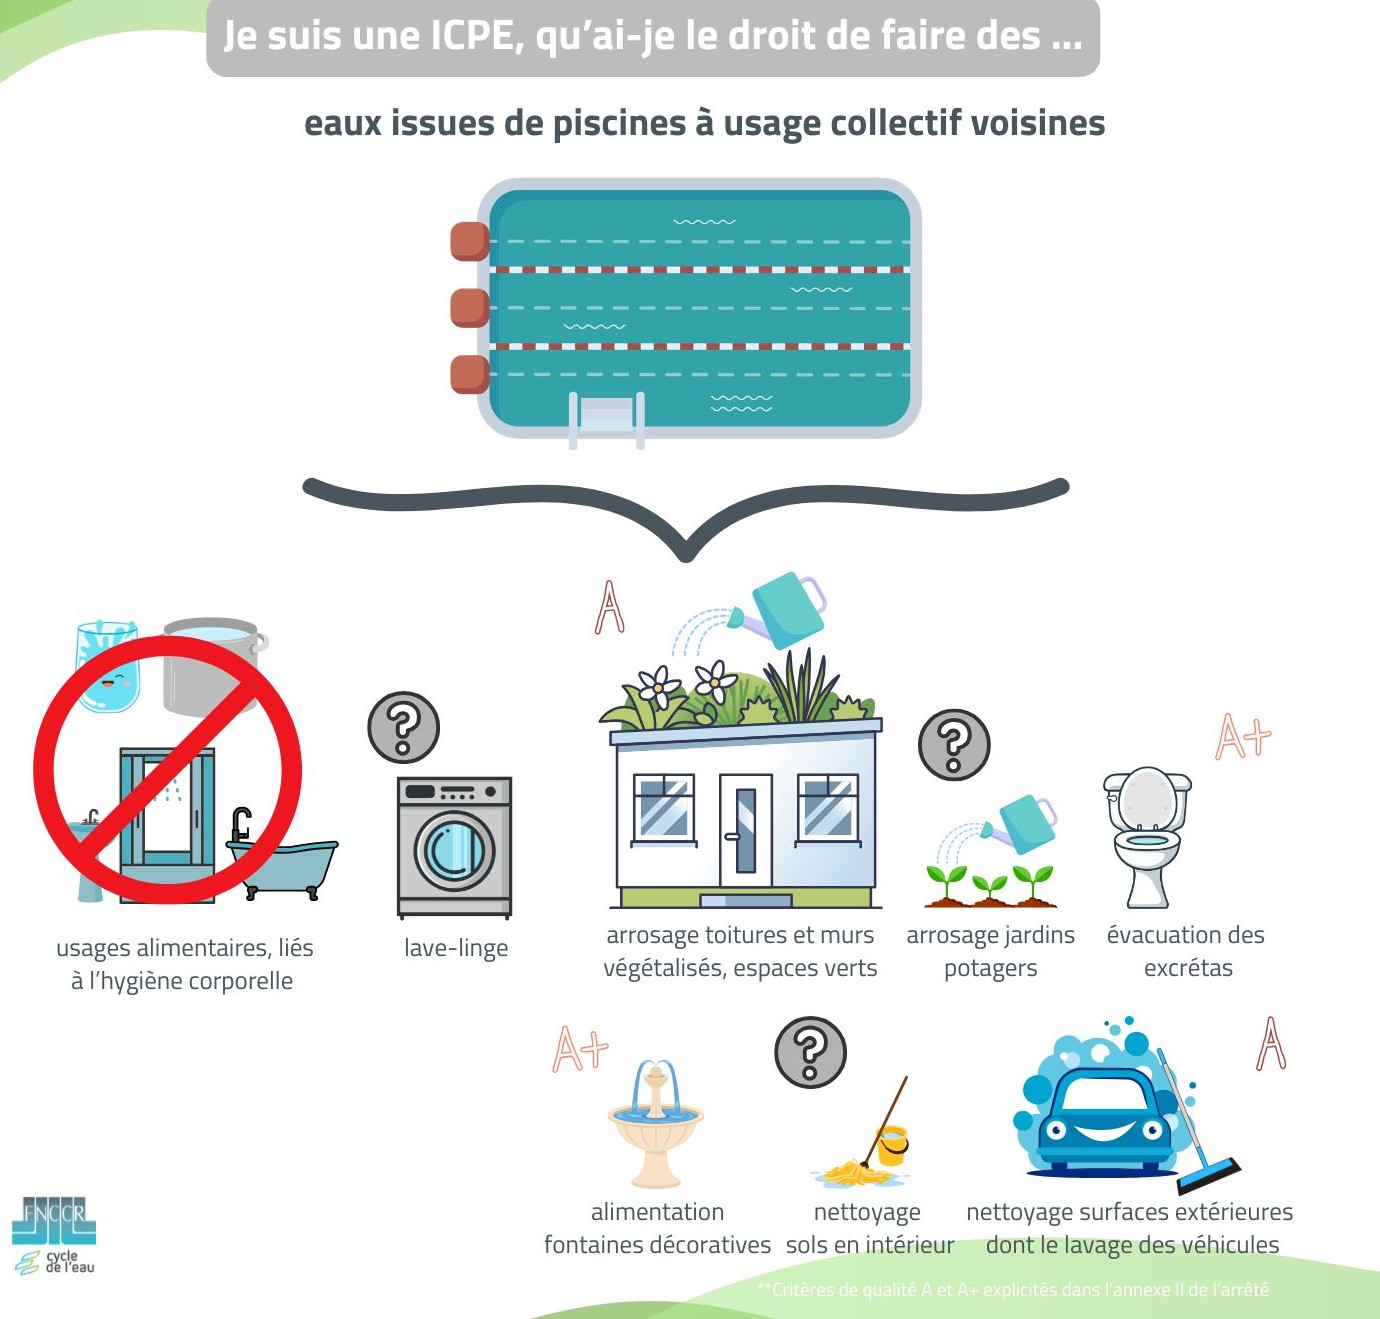 Je suis une ICPE, qu'ai-je le droit de faire des ...
eaux issues de piscines à usage collectif voisines
A
?
?
A+
usages alimentaires, liés
à l'hygiène corporelle
lave-linge
arrosage toitures et murs
végétalisés, espaces verts
arrosage jardins
potagers
évacuation des
excrétas
A+
?
A
alimentation
fontaines décoratives
nettoyage
sols en intérieur
nettoyage surfaces extérieures
dont le lavage des véhicules
FNCCR
cycle
de l'eau
**Critères de qualité A et A+ explicités dans l'annexe II de l'arrêté